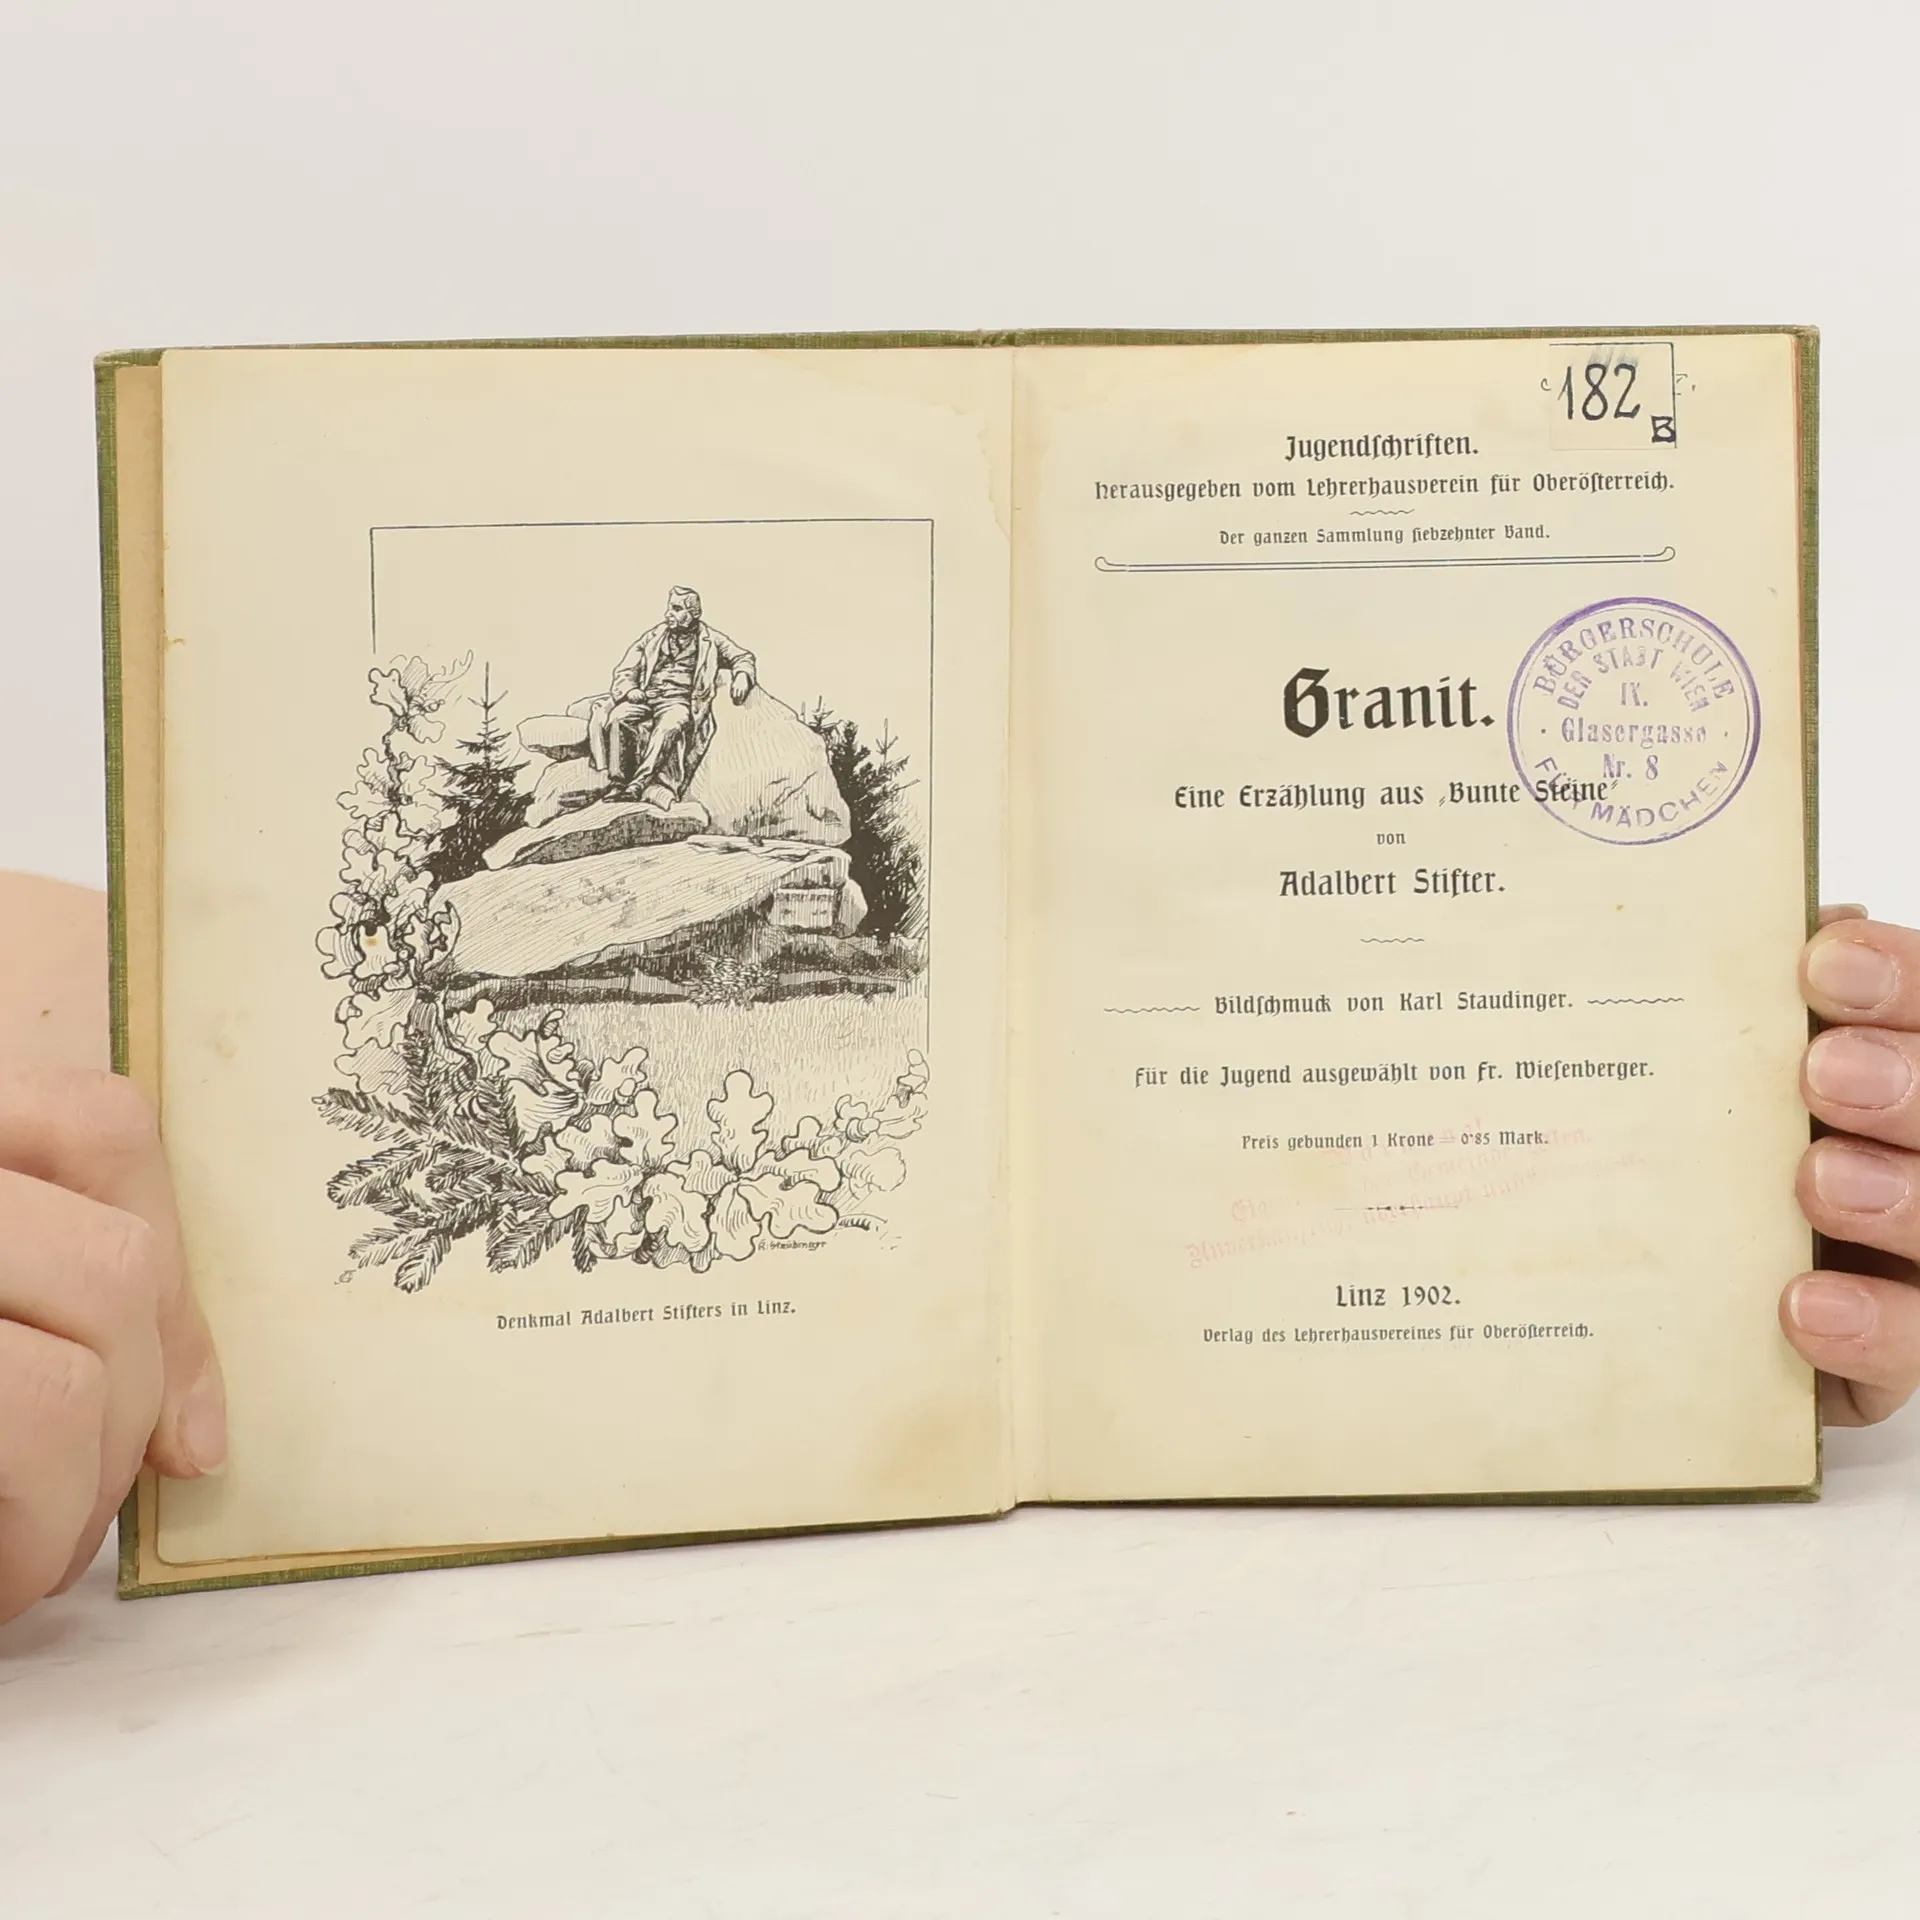 K. Staudinger
Denkmal Adalbert Stifters in Linz.
182
B
Jugendschriften.
Herausgegeben vom Lehrerhausverein für Oberösterreich.
Der ganzen Sammlung siebzehnter Band.
Granit.
Eine Erzählung aus „Bunte Steine“
von
Adalbert Stifter.
BÜRGERSCHULE
DER STADT WIEN
IX.
Glasergasse
Nr. 8
FÜR MÄDCHEN
Bildschmuck von Karl Staudinger.
Für die Jugend ausgewählt von Fr. Wiesenberger.
Preis gebunden 1 Krone = 0·85 Mark.
Linz 1902.
Verlag des Lehrerhausvereines für Oberösterreich.